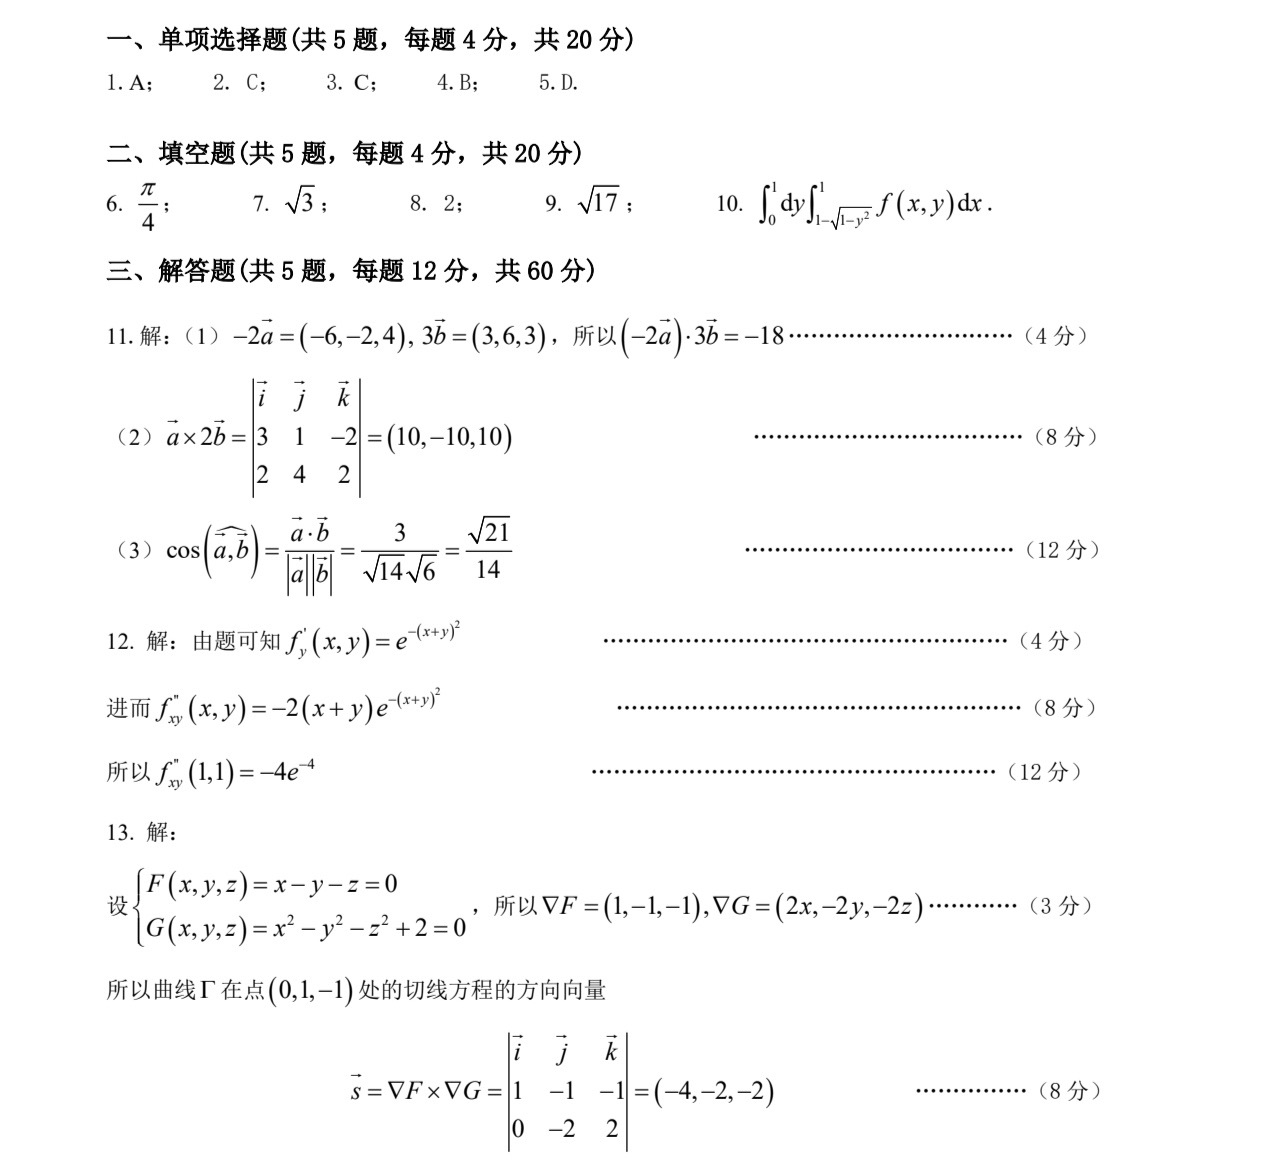 一、单项选择题(共 5 题，每题 4 分，共 20 分)
1. A； 2. C； 3. C； 4. B； 5. D.
二、填空题(共 5 题，每题 4 分，共 20 分)
6. $\frac{\pi}{4}$； 7. $\sqrt{3}$； 8. 2； 9. $\sqrt{17}$； 10. $\int_0^1 \mathrm{d}y \int_{1-\sqrt{1-y^2}}^1 f(x,y)\mathrm{d}x$.
三、解答题(共 5 题，每题 12 分，共 60 分)
11. 解：（1）$-2\vec{a}=(-6,-2,4), 3\vec{b}=(3,6,3)$，所以$(-2\vec{a})\cdot 3\vec{b}=-18$ ……………………（4 分）
（2）$\vec{a}\times 2\vec{b}=\begin{vmatrix}\vec{i}&\vec{j}&\vec{k}\\3&1&-2\\2&4&2\end{vmatrix}=(10,-10,10)$ ……………………（8 分）
（3）$\cos(\widehat{\vec{a},\vec{b}})=\frac{\vec{a}\cdot\vec{b}}{|\vec{a}||\vec{b}|}=\frac{3}{\sqrt{14}\sqrt{6}}=\frac{\sqrt{21}}{14}$ ……………………（12 分）
12. 解：由题可知 $f_y'(x,y)=e^{-(x+y)^2}$ ……………………（4 分）
进而 $f_{xy}''(x,y)=-2(x+y)e^{-(x+y)^2}$ ……………………（8 分）
所以 $f_{xy}''(1,1)=-4e^{-4}$ ……………………（12 分）
13. 解：
设$\begin{cases}F(x,y,z)=x-y-z=0\\G(x,y,z)=x^2-y^2-z^2+2=0\end{cases}$，所以$\nabla F=(1,-1,-1),\nabla G=(2x,-2y,-2z)$ …………（3 分）
所以曲线 Γ 在点$(0,1,-1)$处的切线方程的方向向量
$\vec{s}=\nabla F\times\nabla G=\begin{vmatrix}\vec{i}&\vec{j}&\vec{k}\\1&-1&-1\\0&-2&2\end{vmatrix}=(-4,-2,-2)$ ……………（8 分）